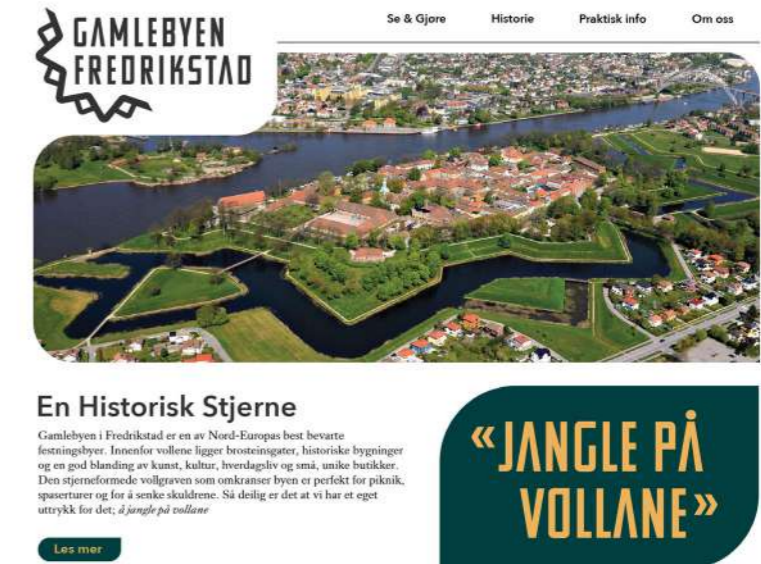 GAMLEBYEN
FREDRIKSTAD
Se & Gjøre Historie Praktisk info Om oss
En Historisk Stjerne
Gamlebyen i Fredrikstad er en av Nord-Europas best bevarte
festningsbyer. Innenfor vollene ligger brosteinsgater, historiske bygninger
og en god blanding av kunst, kultur, hverdagsliv og små, unike butikker.
Den stjerneformede vollgraven som omkranser byen er perfekt for piknik,
spaserturer og for å senke skuldrene. Så deilig er det at vi har et eget
uttrykk for det; å jangle på vollane
Les mer
«JANGLE PÅ
VOLLANE»